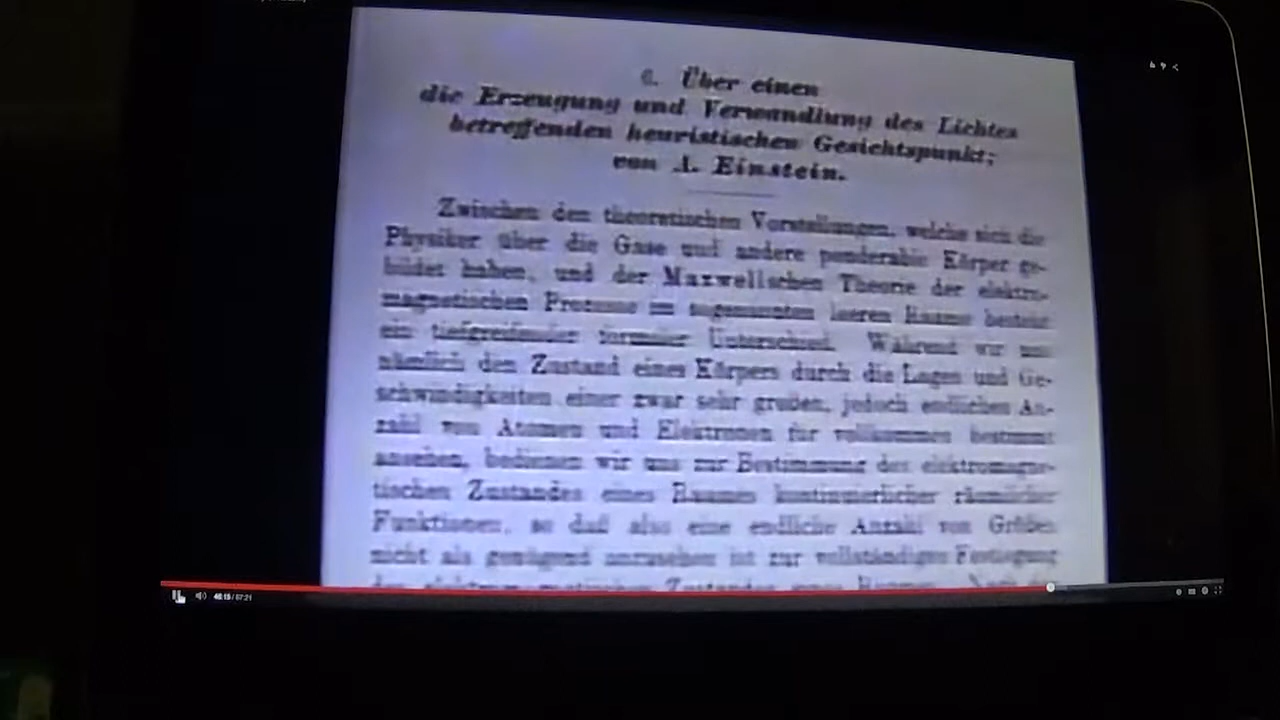 6. Über einen
die Erzeugung und Verwandlung des Lichtes
betreffenden heuristischen Gesichtspunkt;
von A. Einstein.
Zwischen den theoretischen Vorstellungen, welche sich die
Physiker über die Gase und andere ponderable Körper ge-
bildet haben, und der Maxwellschen Theorie der elektro-
magnetischen Prozesse im sogenannten leeren Raume besteht
ein tiefgreifender formaler Unterschied. Während wir uns
nämlich den Zustand eines Körpers durch die Lagen und Ge-
schwindigkeiten einer zwar sehr großen, jedoch endlichen An-
zahl von Atomen und Elektronen für vollkommen bestimmt
ansehen, bedienen wir uns zur Bestimmung des elektromagne-
tischen Zustandes eines Raumes kontinuierlicher räumlicher
Funktionen, so daß also eine endliche Anzahl von Größen
nicht als genügend anzusehen ist zur vollständigen Festlegung